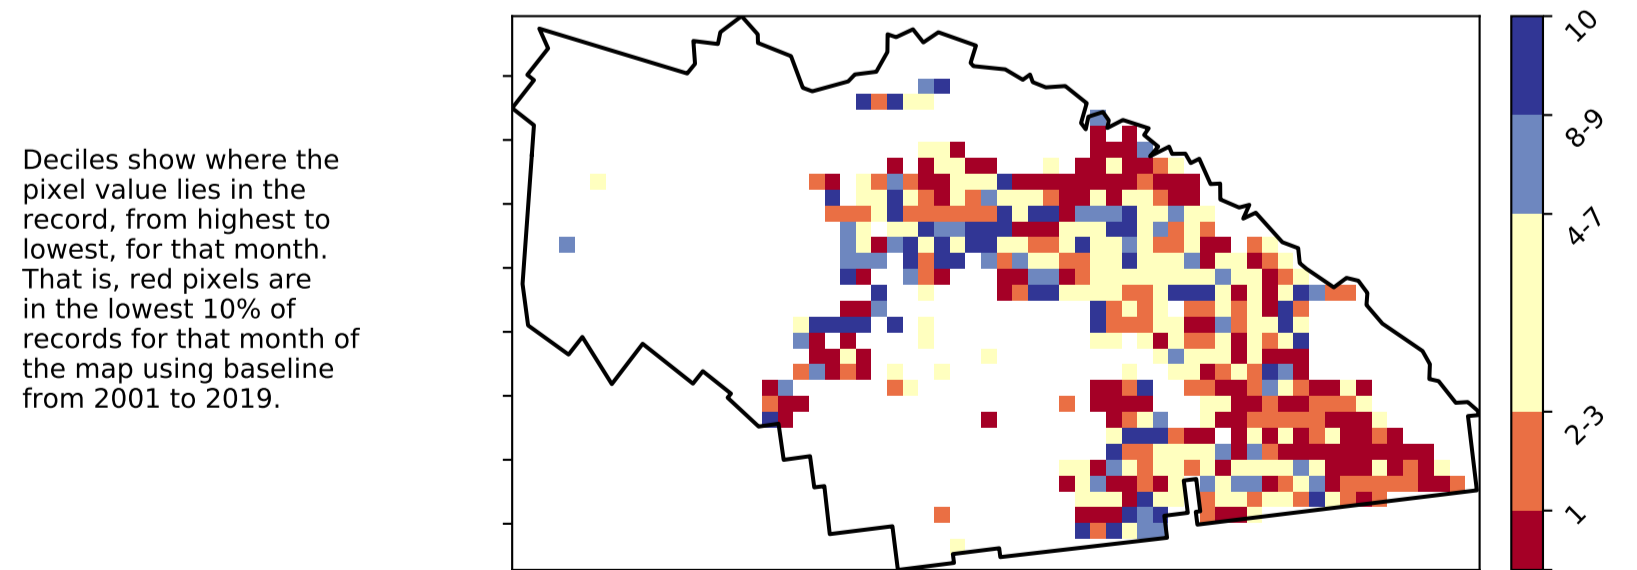 Deciles show where the
pixel value lies in the
record, from highest to
lowest, for that month.
That is, red pixels are
in the lowest 10% of
records for that month of
the map using baseline
from 2001 to 2019.
10
8-9
4-7
2-3
1